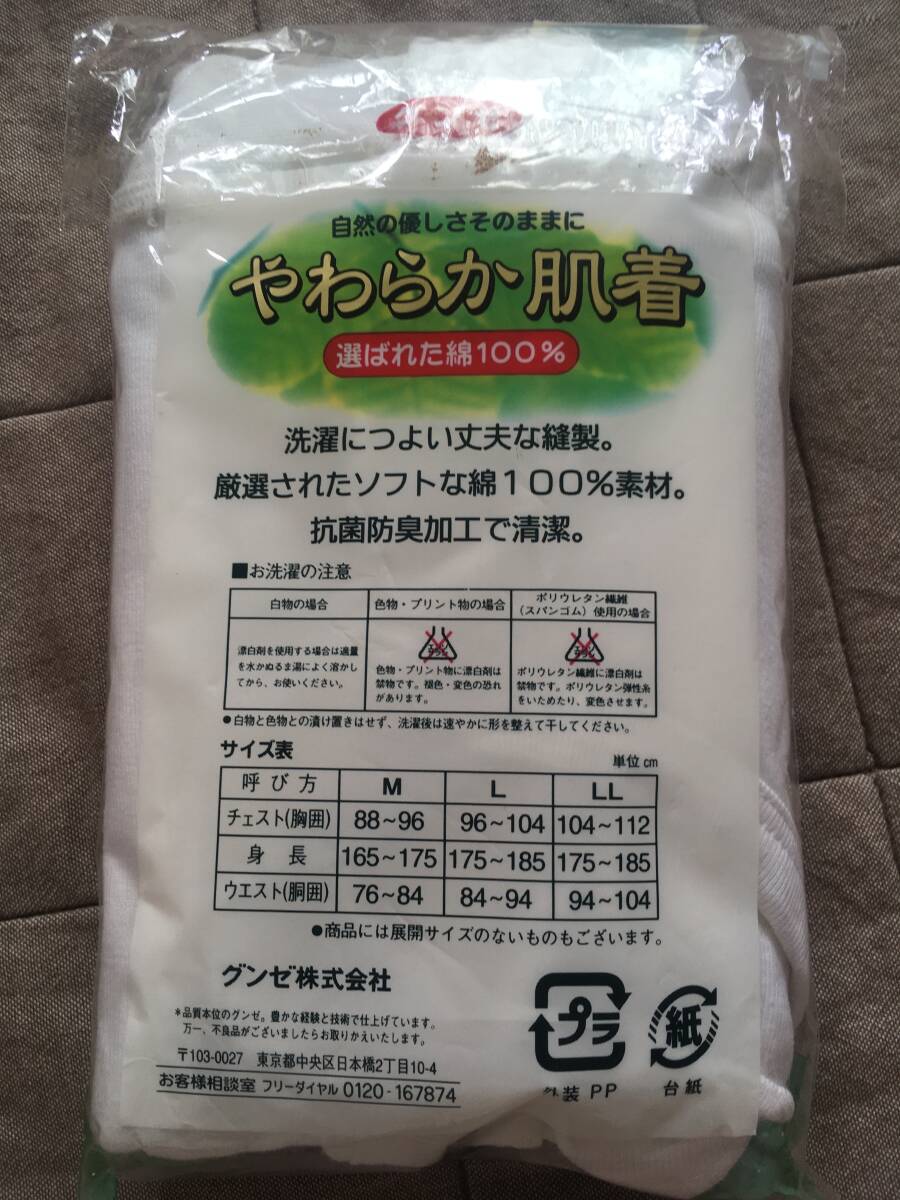 自然の優しさそのままに
やわらか肌着
選ばれた綿100%
洗濯につよい丈夫な縫製。
厳選されたソフトな綿100%素材。
抗菌防臭加工で清潔。
■お洗濯の注意
白物の場合
漂白剤を使用する場合は適量
を水かぬるま湯によく溶かし
てから、お使いください。
色物・プリント物の場合
色物・プリント物に漂白剤は
禁物です。褪色・変色の恐れ
があります。
ポリウレタン繊維
(スパンゴム)使用の場合
ポリウレタン繊維に漂白剤は
禁物です。ポリウレタン弾性糸
をいためたり、変色させます。
●白物と色物との漬け置きはせず、洗濯後は速やかに形を整えて干してください。
サイズ表 単位cm
呼び方 M L LL
チェスト(胸囲) 88~96 96~104 104~112
身長 165~175 175~185 175~185
ウエスト(胴囲) 76~84 84~94 94~104
●商品には展開サイズのないものもございます。
グンゼ株式会社
*品質本位のグンゼ。豊かな経験と技術で仕上げています。
万一、不良品がございましたらお取りかえいたします。
〒103-0027 東京都中央区日本橋2丁目10-4
お客様相談室 フリーダイヤル 0120-167874
プラ
外装 PP
紙
台紙